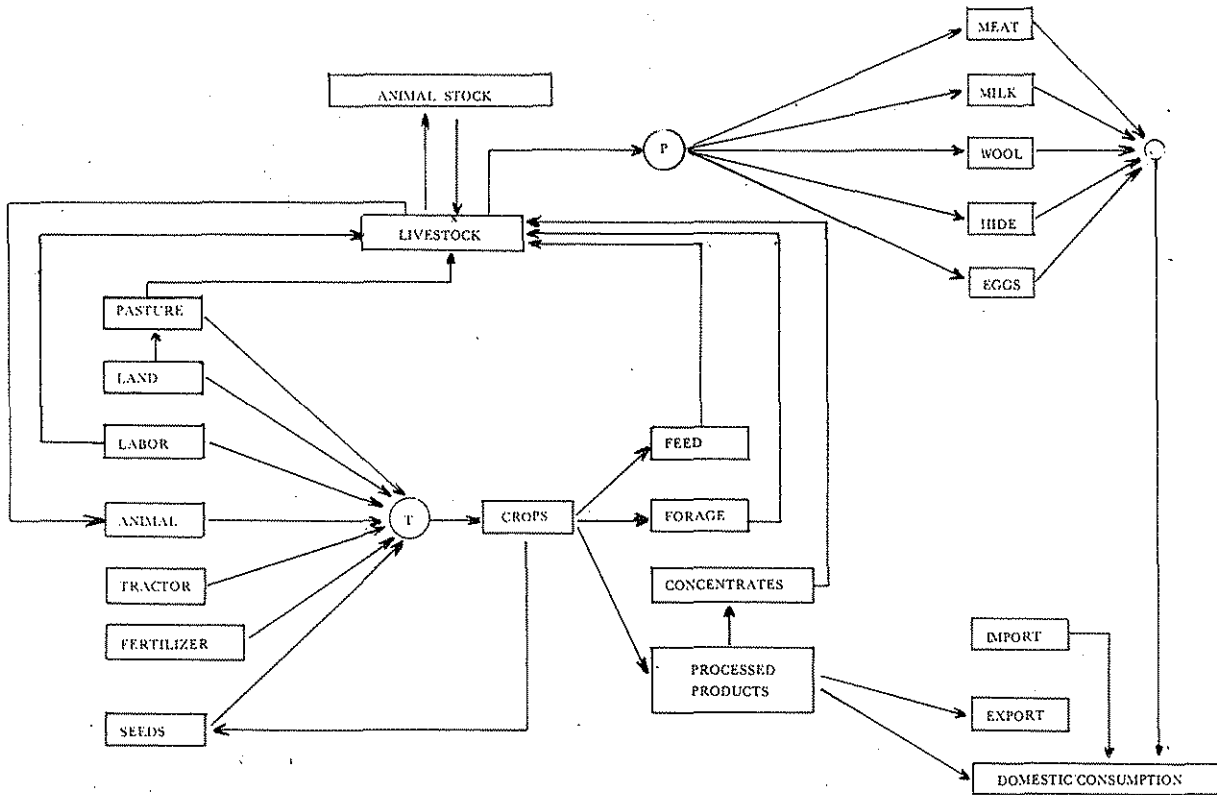 MEAT
ANIMAL STOCK
MILK
P
WOOL
LIVESTOCK
HIDE
EGGS
PASTURE
LAND
LABOR
FEED
ANIMAL
T
CROPS
FORAGE
TRACTOR
CONCENTRATES
FERTILIZER
IMPORT
PROCESSED
PRODUCTS
SEEDS
EXPORT
DOMESTIC CONSUMPTION